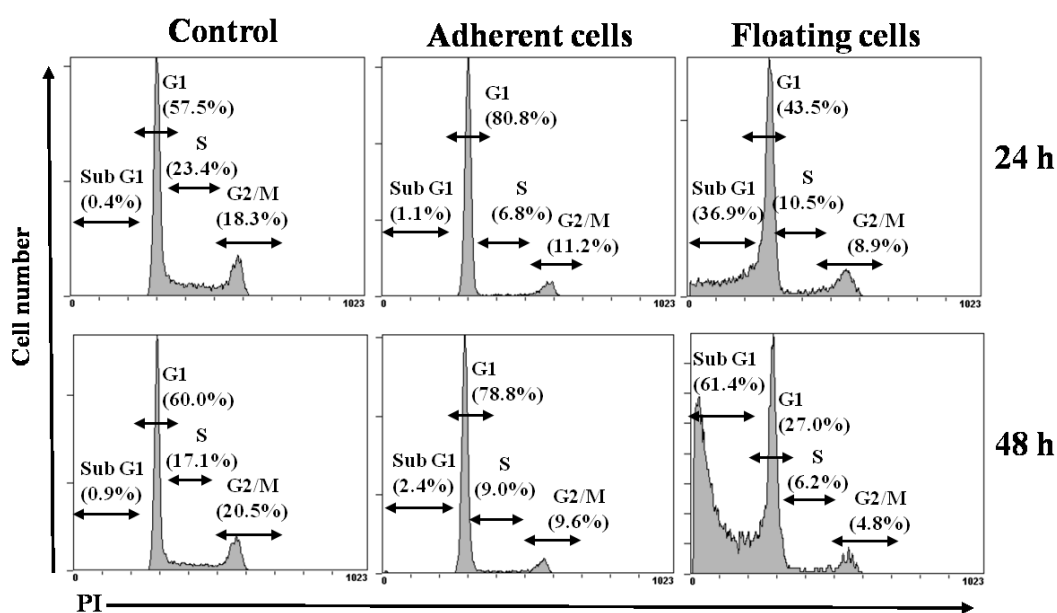 Control
Adherent cells
Floating cells
Cell number
G1
(57.5%)
S
(23.4%)
Sub G1
(0.4%)
G2/M
(18.3%)
0
1023
G1
(80.8%)
Sub G1
(1.1%)
S
(6.8%)
G2/M
(11.2%)
0
1023
G1
(43.5%)
Sub G1
(36.9%)
S
(10.5%)
G2/M
(8.9%)
0
1023
24 h
G1
(60.0%)
S
(17.1%)
Sub G1
(0.9%)
G2/M
(20.5%)
0
1023
G1
(78.8%)
Sub G1
(2.4%)
S
(9.0%)
G2/M
(9.6%)
0
1023
Sub G1
(61.4%)
G1
(27.0%)
S
(6.2%)
G2/M
(4.8%)
0
1023
48 h
PI